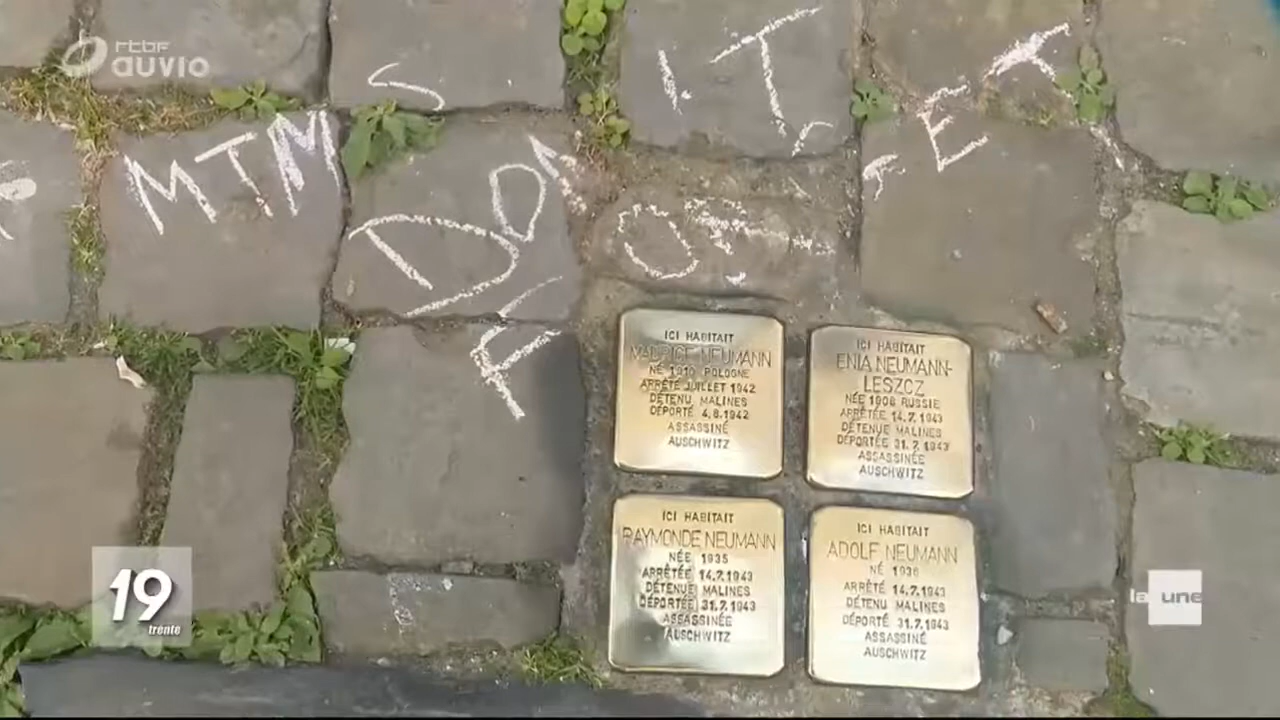 rtbf
auvio
MTM
S
I.T
ET
DON
OT
F
ICI HABITAIT
MAURICE NEUMANN
NÉ 1910 POLOGNE
ARRÊTÉ JUILLET 1942
DÉTENU MALINES
DÉPORTÉ 4.8.1942
ASSASSINÉ
AUSCHWITZ
ICI HABITAIT
ENIA NEUMANN-
LESZCZ
NÉE 1908 RUSSIE
ARRÊTÉE 14.7.1943
DÉTENUE MALINES
DÉPORTÉE 31.7.1943
ASSASSINÉE
AUSCHWITZ
ICI HABITAIT
RAYMONDE NEUMANN
NÉE 1935
ARRÊTÉE 14.7.1943
DÉTENUE MALINES
DÉPORTÉE 31.7.1943
ASSASSINÉE
AUSCHWITZ
ICI HABITAIT
ADOLF NEUMANN
NÉ 1936
ARRÊTÉ 14.7.1943
DÉTENU MALINES
DÉPORTÉ 31.7.1943
ASSASSINÉ
AUSCHWITZ
19
trente
la une